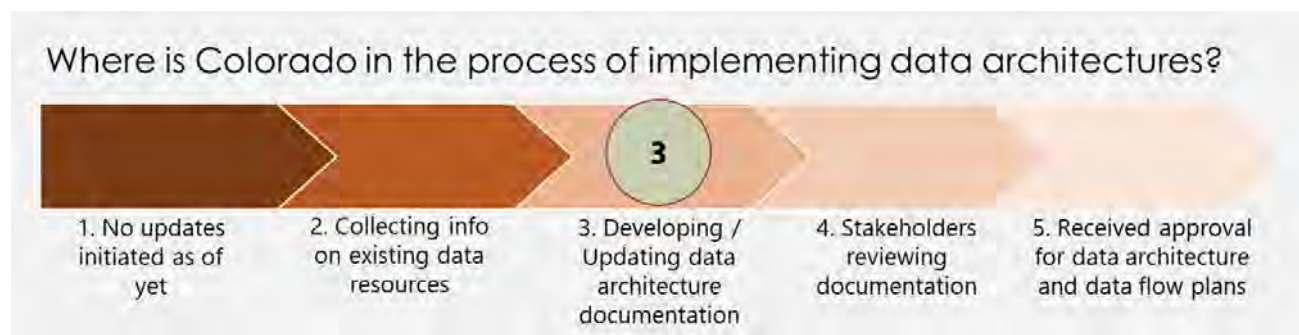 Where is Colorado in the process of implementing data architectures?
3
1. No updates
initiated as of
yet
2. Collecting info
on existing data
resources
3. Developing /
Updating data
architecture
documentation
4. Stakeholders
reviewing
documentation
5. Received approval
for data architecture
and data flow plans